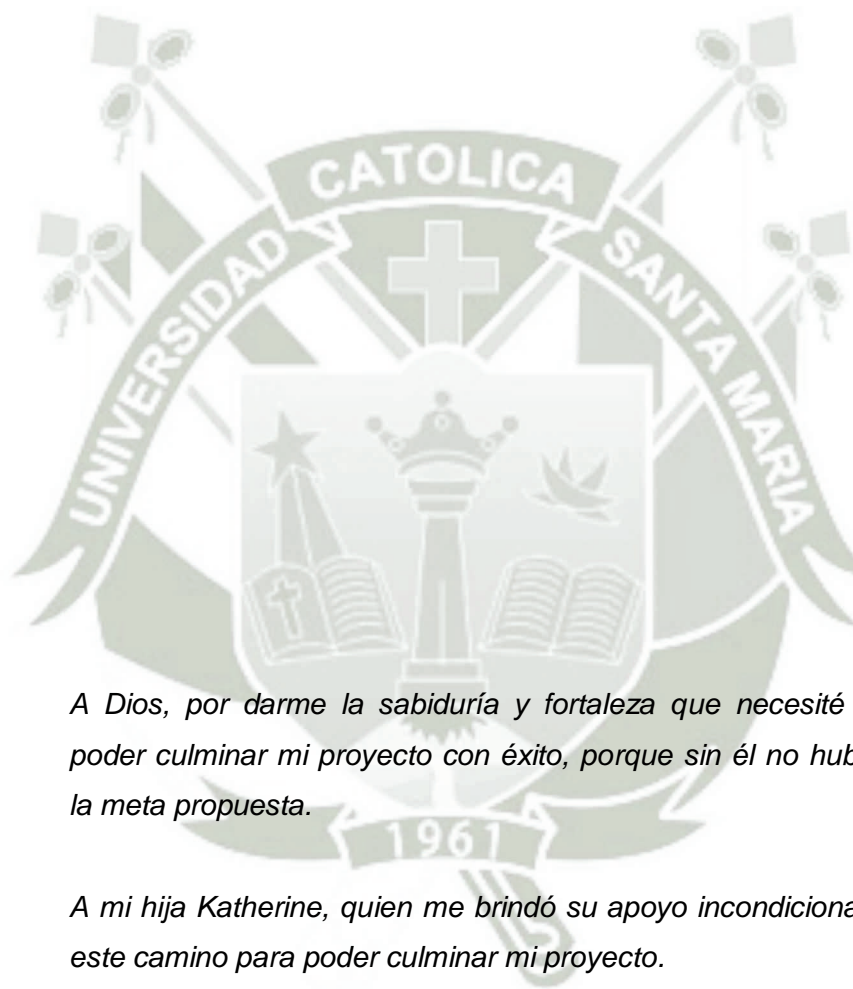 CATOLICA
UNIVERSIDAD
SANTA MARIA
A Dios, por darme la sabiduría y fortaleza que necesité
poder culminar mi proyecto con éxito, porque sin él no hub
la meta propuesta.
1961
A mi hija Katherine, quien me brindó su apoyo incondiciona
este camino para poder culminar mi proyecto.